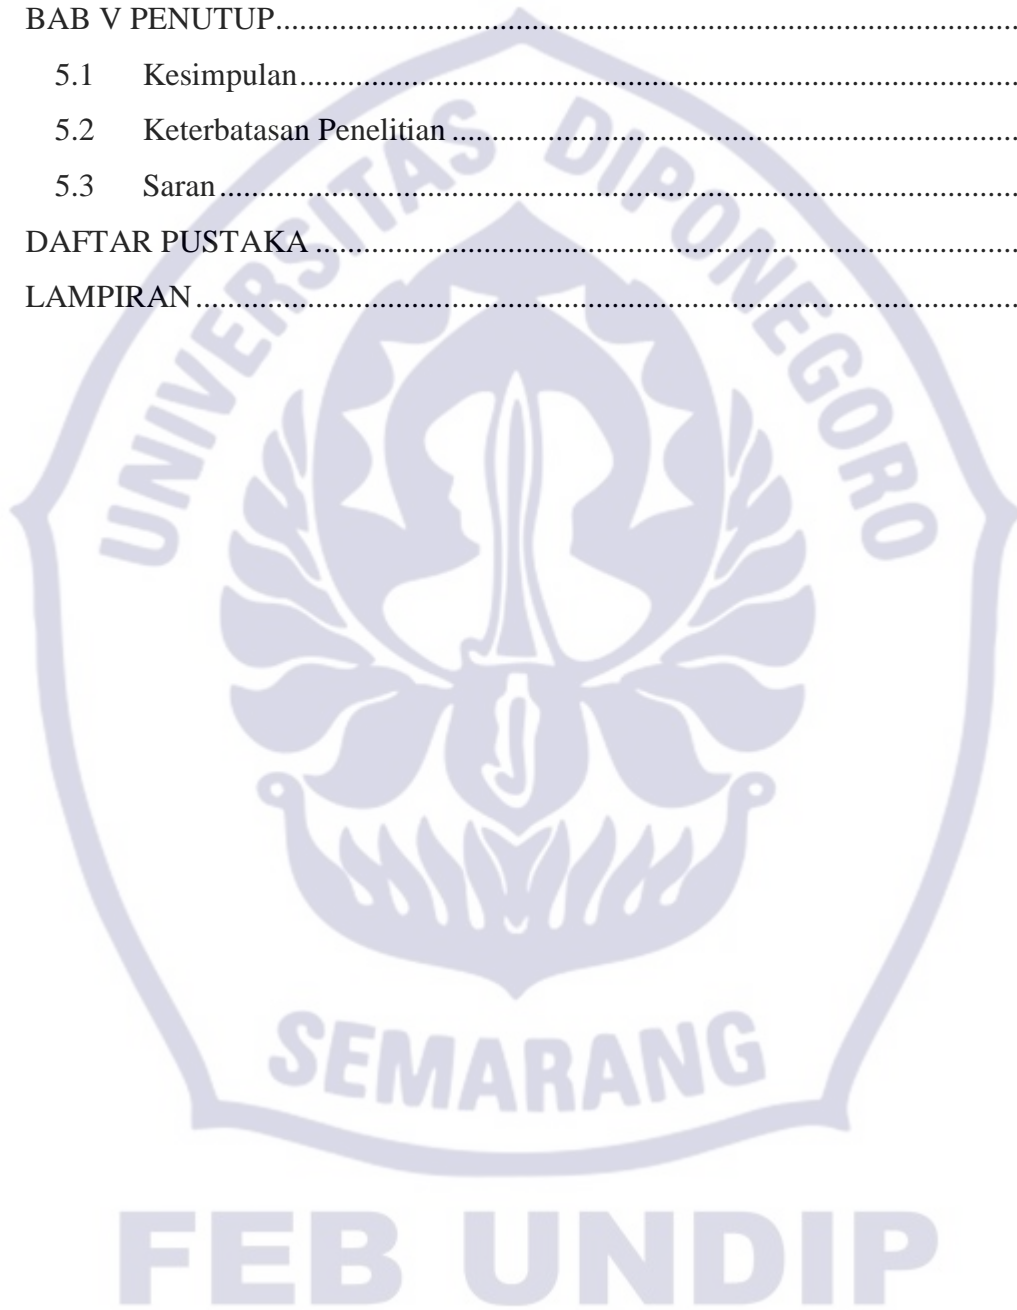 BAB V PENUTUP................................................................................................
5.1 Kesimpulan................................................................................................
5.2 Keterbatasan Penelitian................................................................................
5.3 Saran................................................................................................
DAFTAR PUSTAKA................................................................................................
LAMPIRAN................................................................................................
UNIVERSITAS DIPONEGORO
SEMARANG
FEB UNDIP